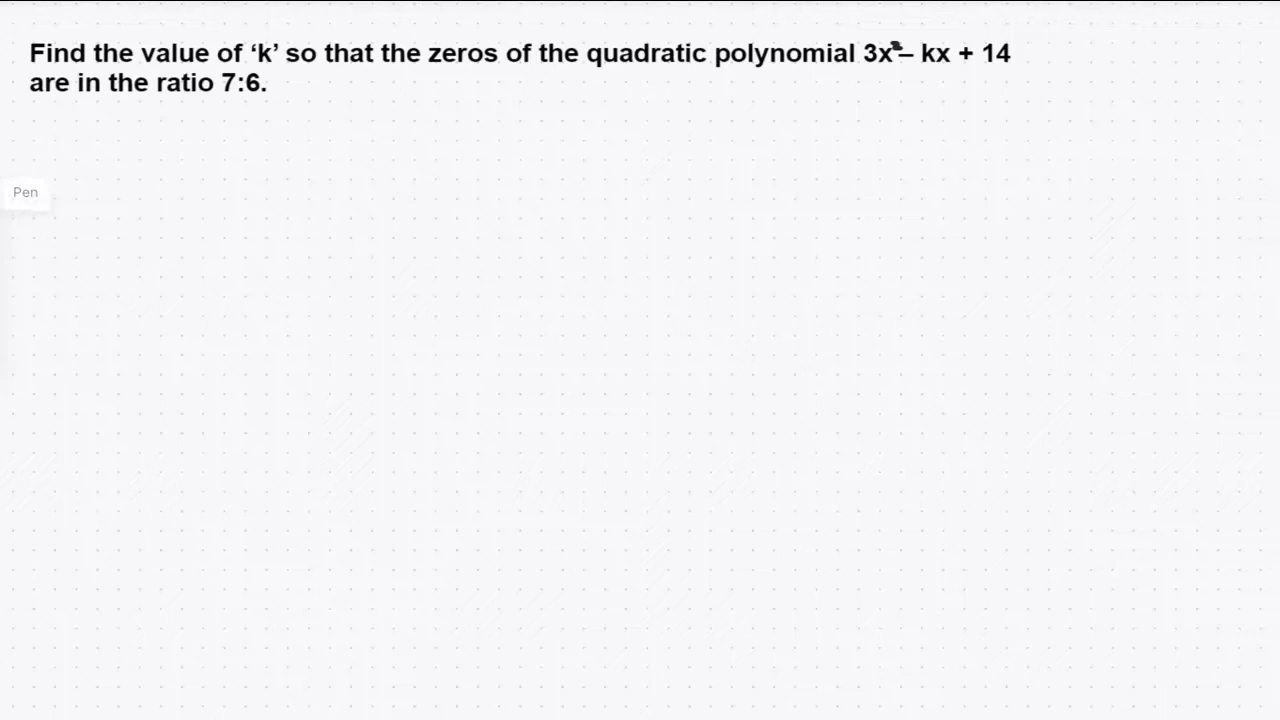 Find the value of ‘k’ so that the zeros of the quadratic polynomial 3x²– kx + 14
are in the ratio 7:6.
Pen